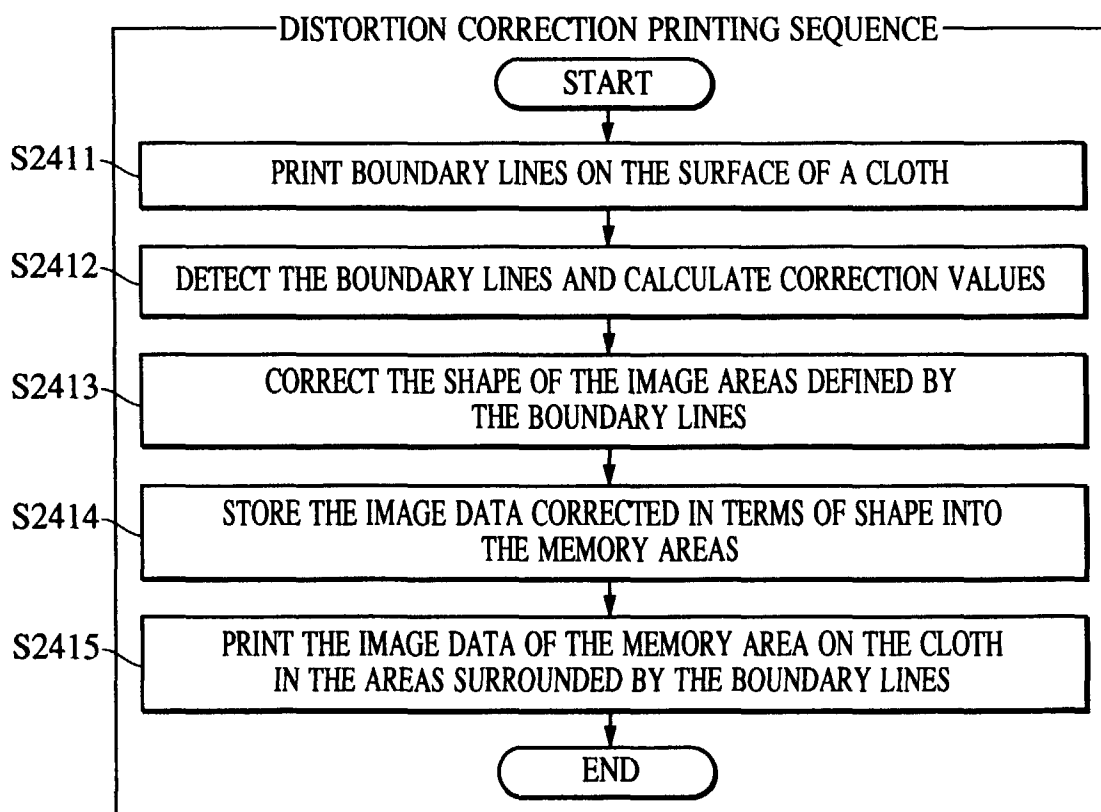 DISTORTION CORRECTION PRINTING SEQUENCE
START
S2411
PRINT BOUNDARY LINES ON THE SURFACE OF A CLOTH
S2412
DETECT THE BOUNDARY LINES AND CALCULATE CORRECTION VALUES
S2413
CORRECT THE SHAPE OF THE IMAGE AREAS DEFINED BY
THE BOUNDARY LINES
S2414
STORE THE IMAGE DATA CORRECTED IN TERMS OF SHAPE INTO
THE MEMORY AREAS
S2415
PRINT THE IMAGE DATA OF THE MEMORY AREA ON THE CLOTH
IN THE AREAS SURROUNDED BY THE BOUNDARY LINES
END